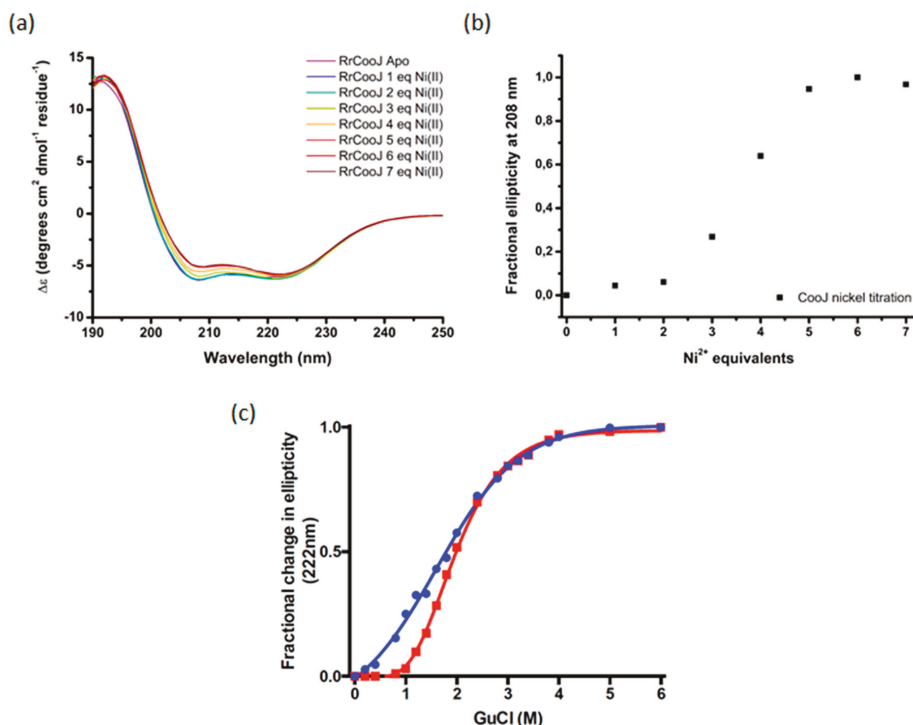 (a)
15
10
5
0
-5
-10
190
200
210
220
230
240
250
Δε (degrees cm² dmol⁻¹ residue⁻¹)
Wavelength (nm)
RrCooJ Apo
RrCooJ 1 eq Ni(II)
RrCooJ 2 eq Ni(II)
RrCooJ 3 eq Ni(II)
RrCooJ 4 eq Ni(II)
RrCooJ 5 eq Ni(II)
RrCooJ 6 eq Ni(II)
RrCooJ 7 eq Ni(II)
(b)
1,0
0,8
0,6
0,4
0,2
0,0
0
1
2
3
4
5
6
7
Fractional ellipticity at 208 nm
Ni²⁺ equivalents
CooJ nickel titration
(c)
1.0
0.5
0.0
0
1
2
3
4
5
6
Fractional change in ellipticity
(222nm)
GuCl (M)